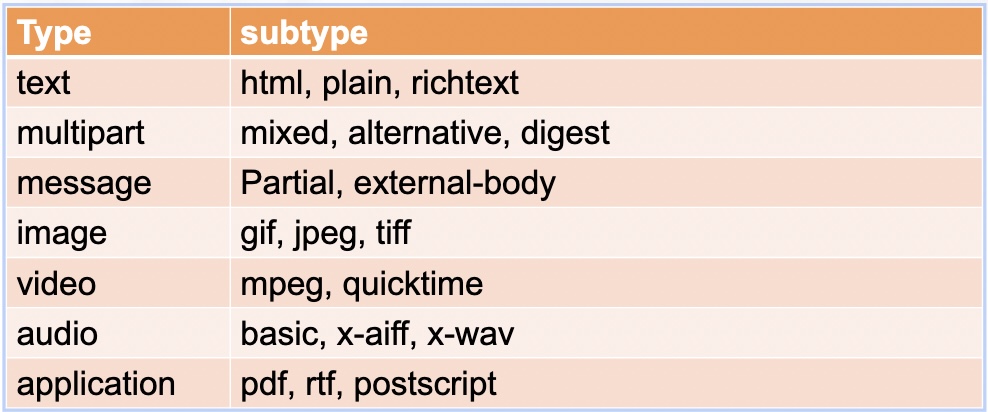 Type subtype
text html, plain, richtext
multipart mixed, alternative, digest
message Partial, external-body
image gif, jpeg, tiff
video mpeg, quicktime
audio basic, x-aiff, x-wav
application pdf, rtf, postscript